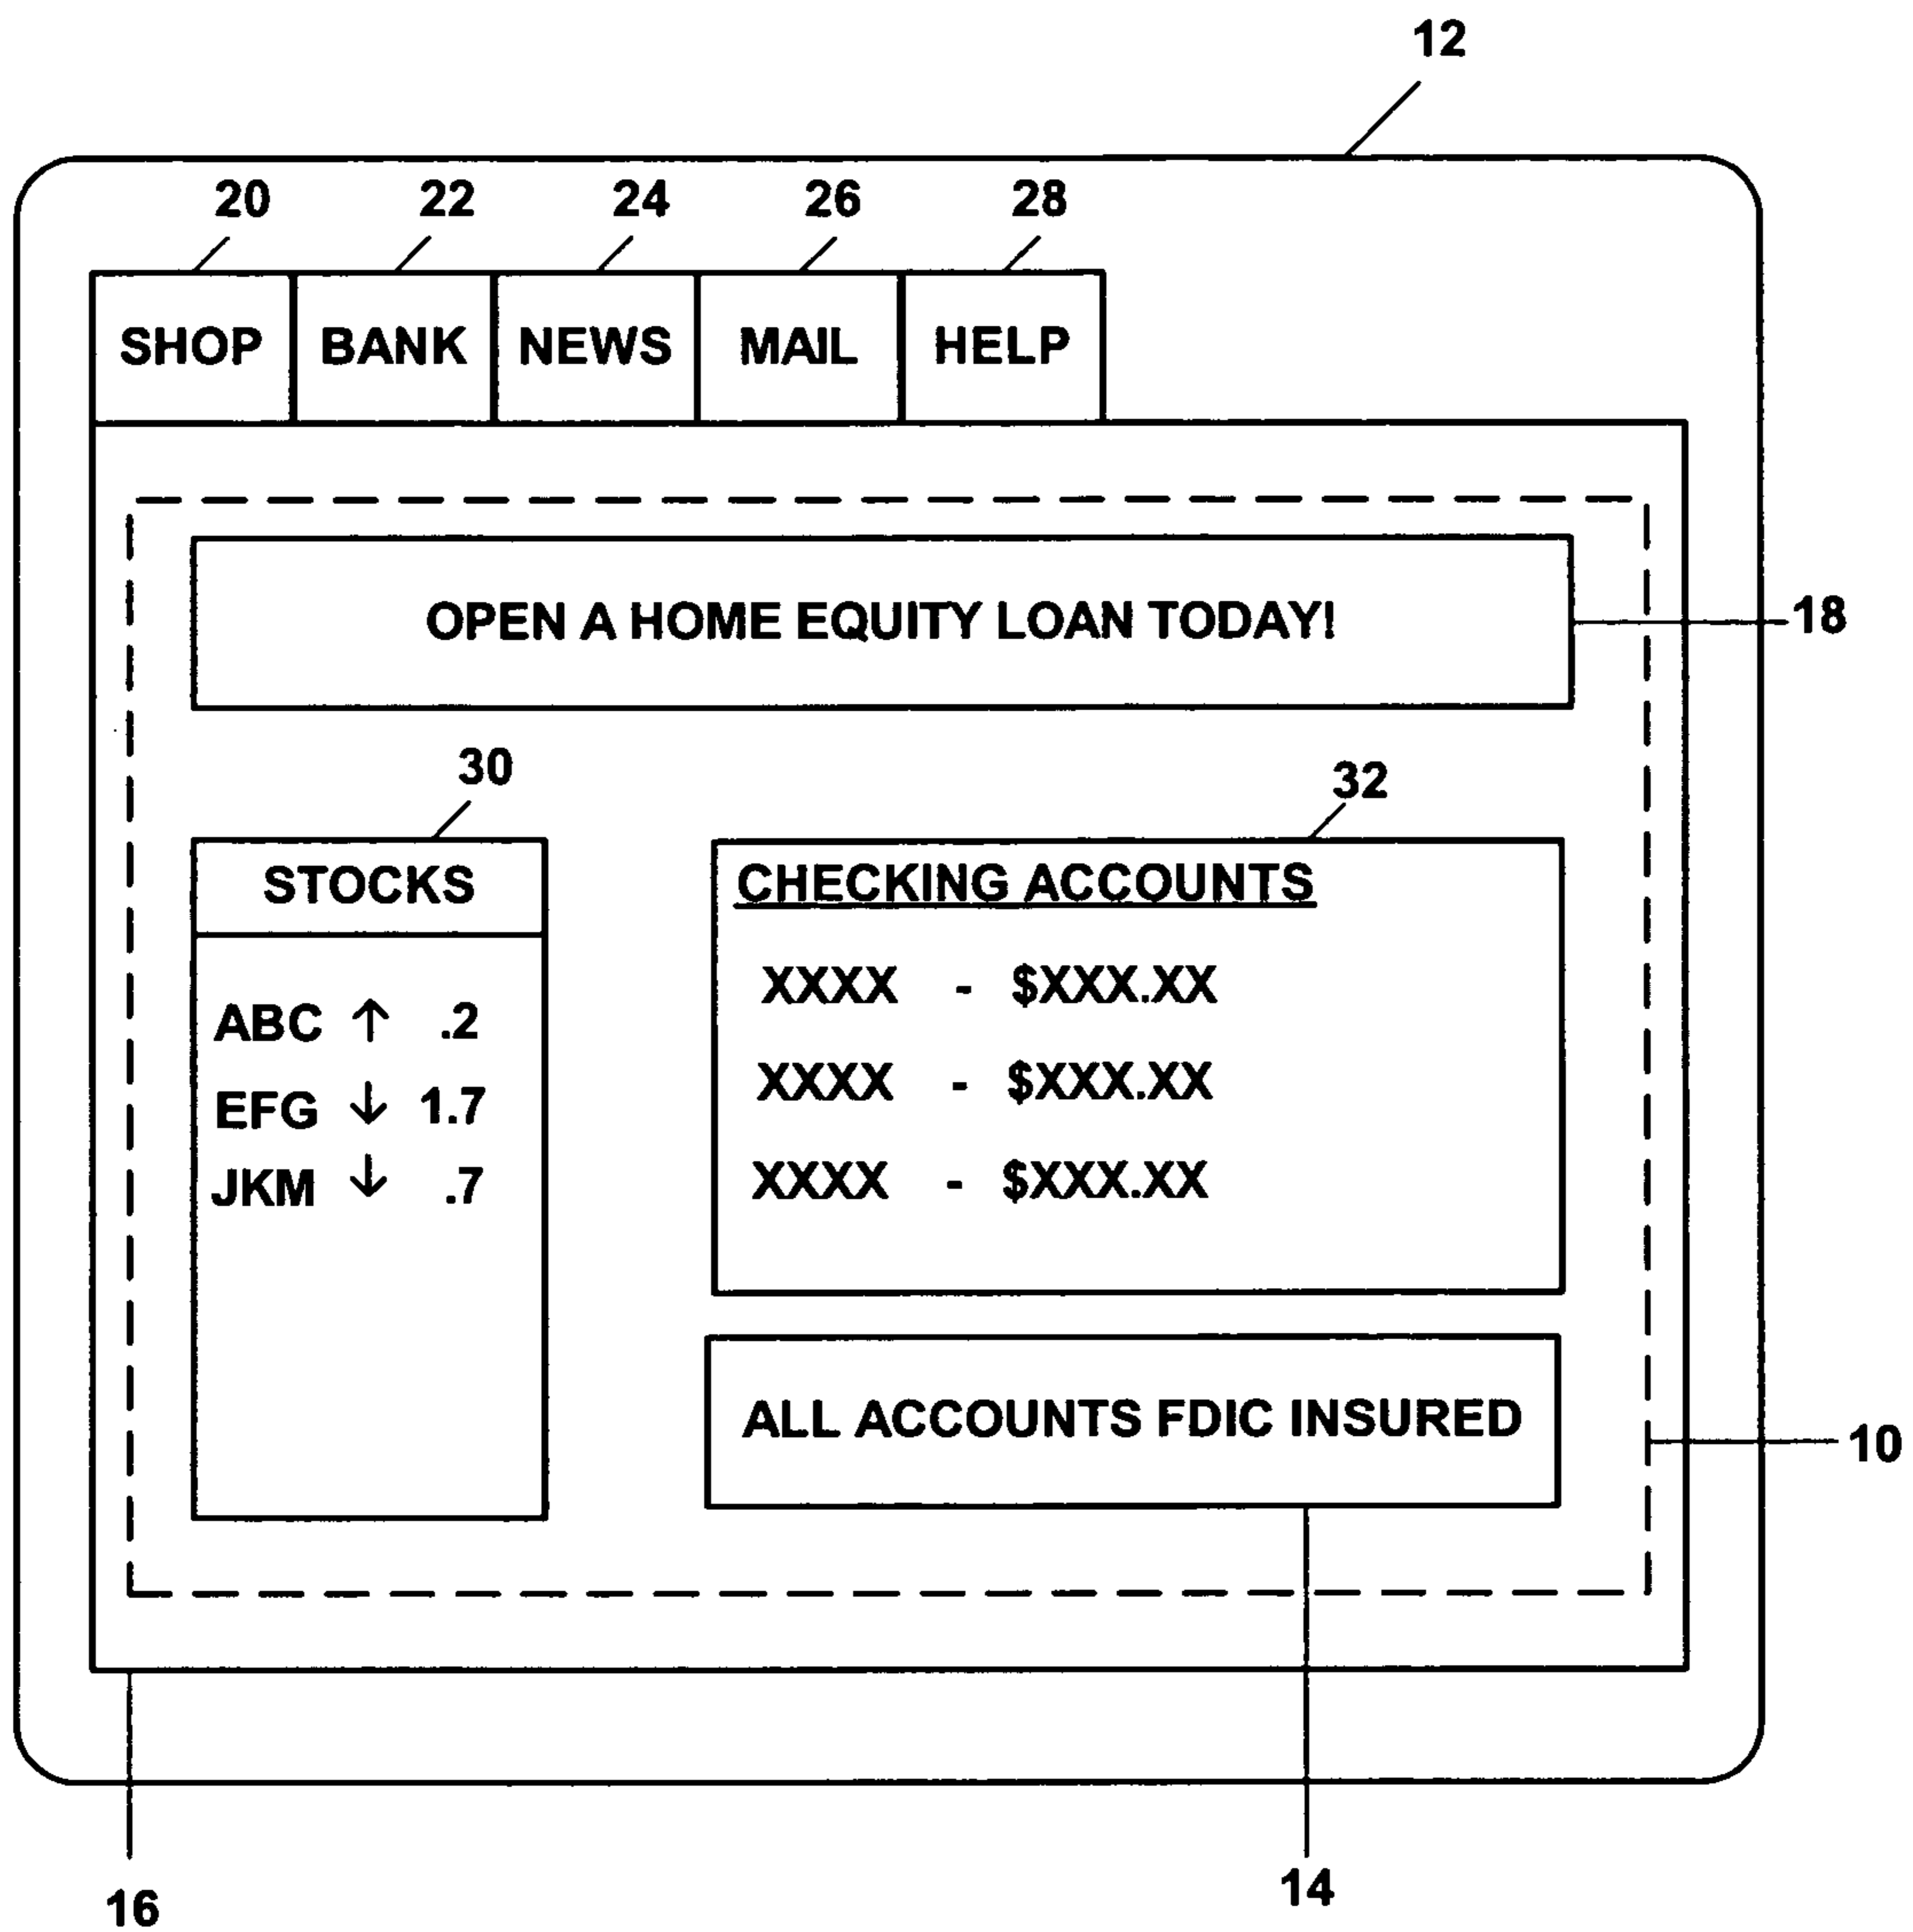 12
20 22 24 26 28
SHOP BANK NEWS MAIL HELP
OPEN A HOME EQUITY LOAN TODAY!
18
30
STOCKS
ABC ↑ .2
EFG ↓ 1.7
JKM ↓ .7
32
CHECKING ACCOUNTS
XXXX - $XXX.XX
XXXX - $XXX.XX
XXXX - $XXX.XX
ALL ACCOUNTS FDIC INSURED
10
16
14